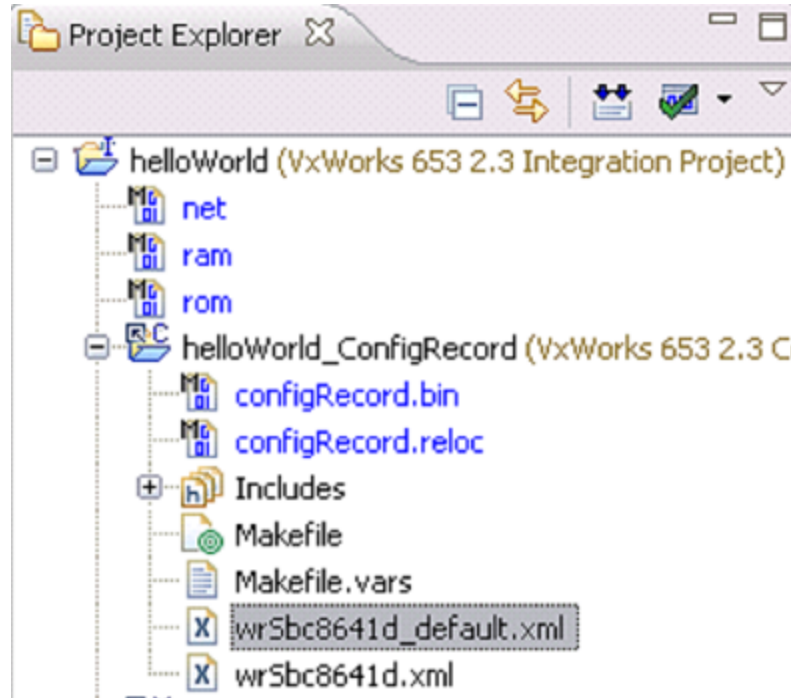 Project Explorer
helloWorld (VxWorks 653 2.3 Integration Project)
net
ram
rom
helloWorld_ConfigRecord (VxWorks 653 2.3 C
configRecord.bin
configRecord.reloc
Includes
Makefile
Makefile.vars
wrSbc8641d_default.xml
wrSbc8641d.xml